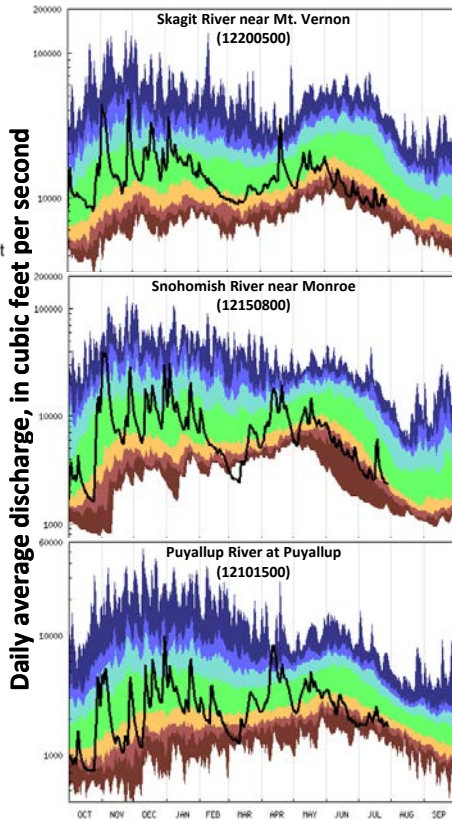 Daily average discharge, in cubic feet per second
Skagit River near Mt. Vernon
(12200500)
200000
100000
10000
t
Snohomish River near Monroe
(12150800)
200000
100000
10000
1000
Puyallup River at Puyallup
(12101500)
60000
10000
1000
OCT NOV DEC JAN FEB MAR APR MAY JUN JUL AUG SEP